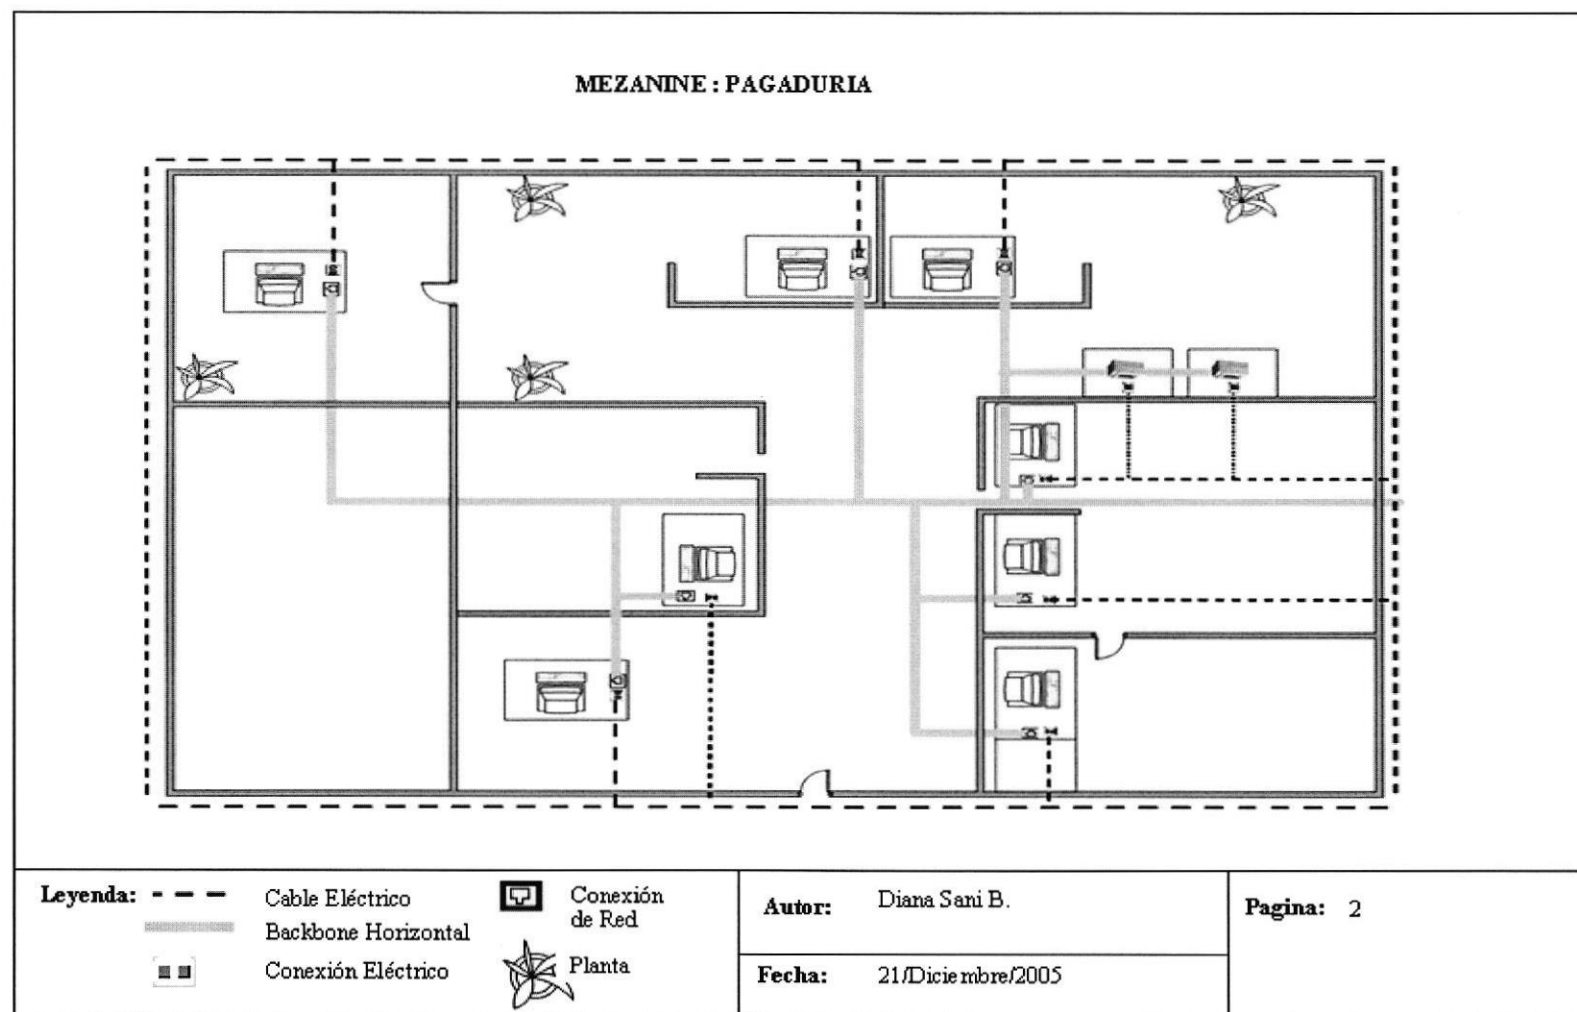 MEZANINE : PAGADURIA
Leyenda:
Cable Eléctrico
Backbone Horizontal
Conexión Eléctrico
Conexión
de Red
Planta
Autor: Diana Sani B.
Fecha: 21/Diciembre/2005
Pagina: 2